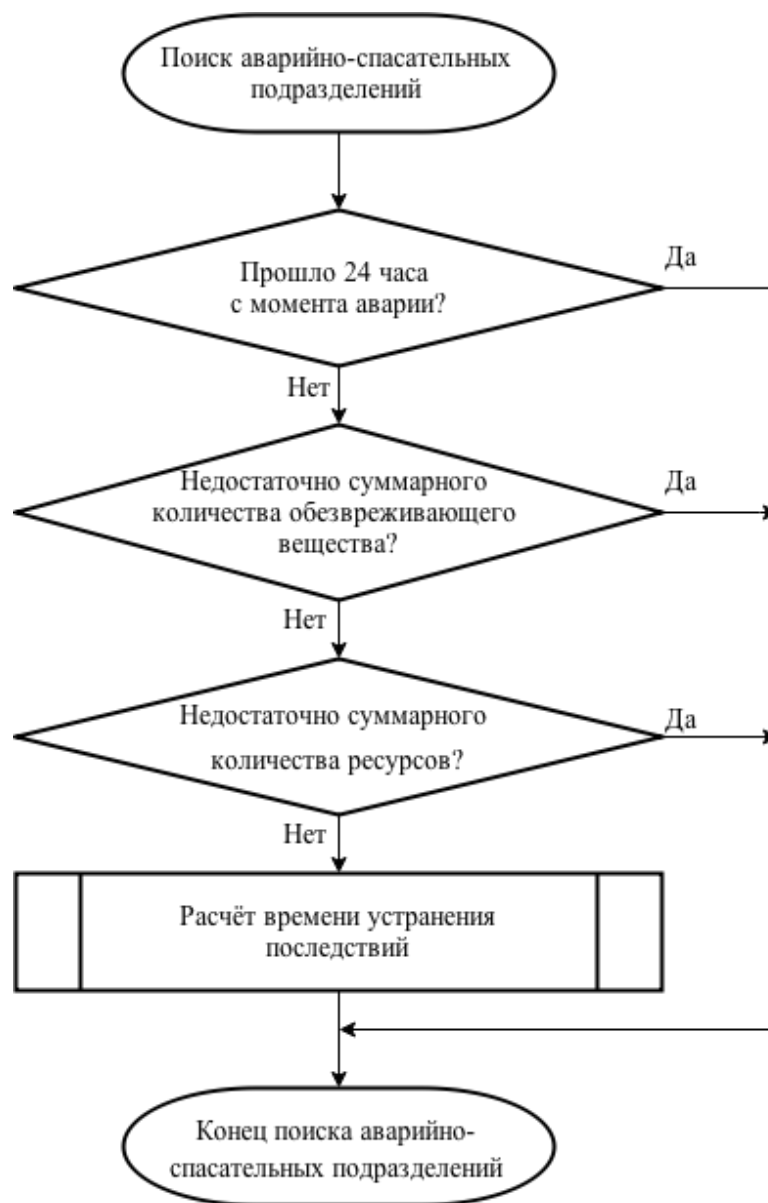 Поиск аварийно-спасательных
подразделений
Прошло 24 часа
с момента аварии?
Да
Нет
Недостаточно суммарного
количества обезвреживающего
вещества?
Да
Нет
Недостаточно суммарного
количества ресурсов?
Да
Нет
Расчёт времени устранения
последствий
Конец поиска аварийно-
спасательных подразделений